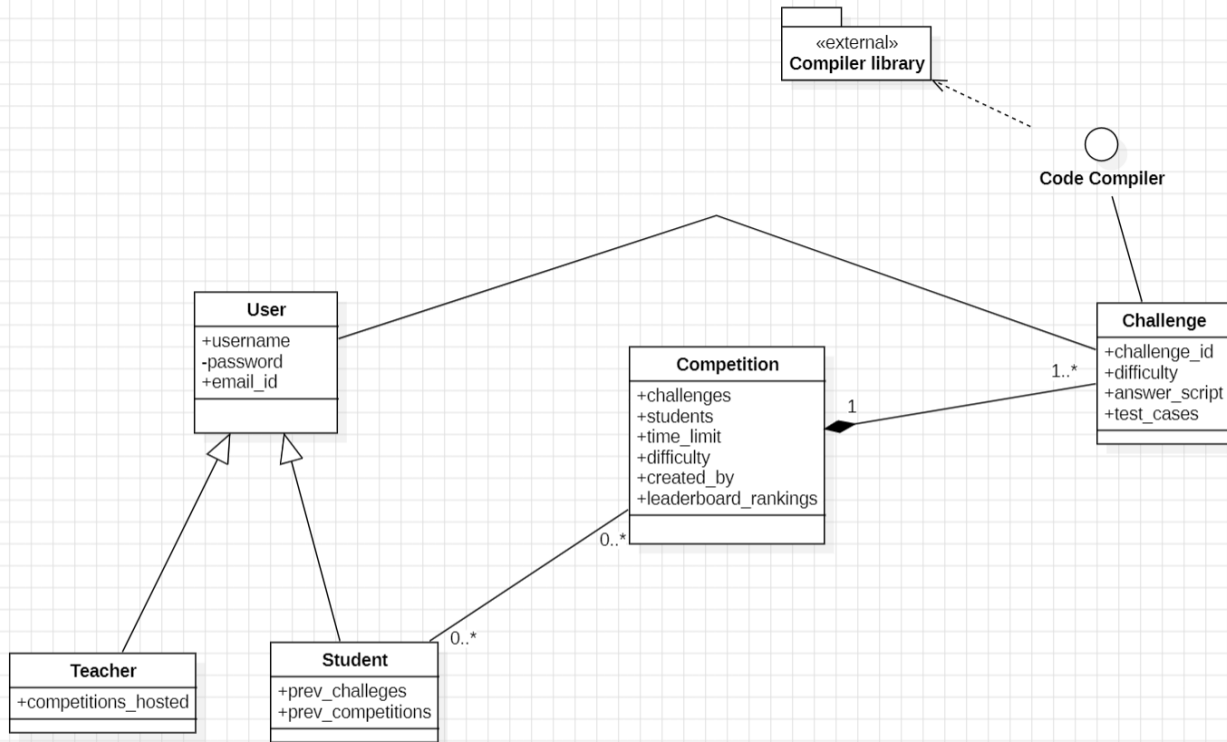 «external»
Compiler library
Code Compiler
User
+username
-password
+email_id
Competition
+challenges
+students
+time_limit
+difficulty
+created_by
+leaderboard_rankings
1
1..*
Challenge
+challenge_id
+difficulty
+answer_script
+test_cases
0..*
0..*
Teacher
+competitions_hosted
Student
+prev_challeges
+prev_competitions